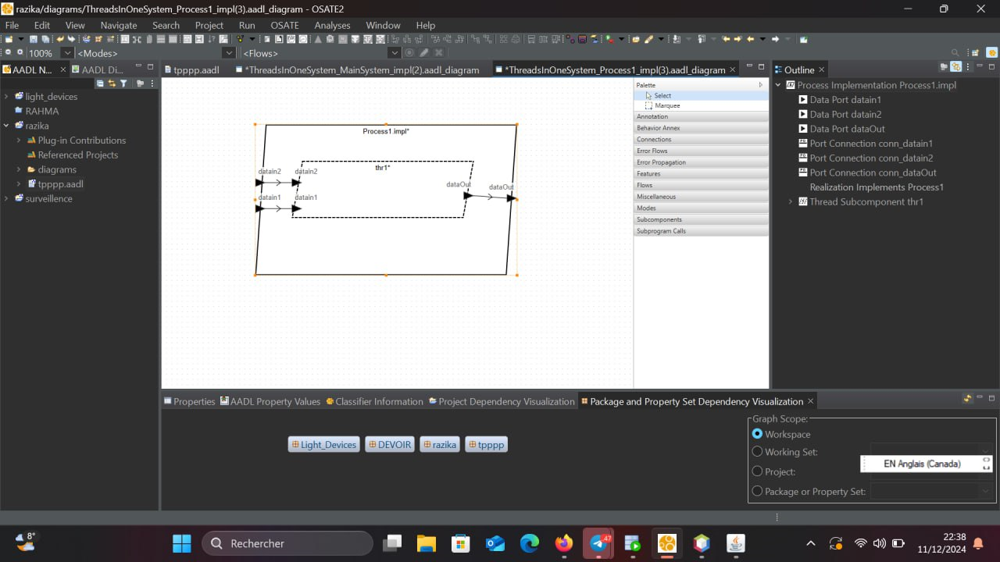 razika/diagrams/ThreadsInOneSystem_Process1_impl(3).aadl_diagram - OSATE2
File Edit View Navigate Search Project Run OSATE Analyses Window Help
100% <Modes> <Flows>
AADL N... AADL Di...
light_devices
RAHMA
razika
Plug-in Contributions
Referenced Projects
diagrams
tpppp.aadl
surveillence
tpppp.aadl *ThreadsInOneSystem_MainSystem_impl(2).aadl_diagram *ThreadsInOneSystem_Process1_impl(3).aadl_diagram
Process1.impl*
thr1*
datain2 datain2
dataOut dataOut
datain1 datain1
Palette
Select
Marquee
Annotation
Behavior Annex
Connections
Error Flows
Error Propagation
Features
Flows
Miscellaneous
Modes
Subcomponents
Subprogram Calls
Outline
Process Implementation Process1.impl
Data Port datain1
Data Port datain2
Data Port dataOut
Port Connection conn_datain1
Port Connection conn_datain2
Port Connection conn_dataOut
Realization Implements Process1
Thread Subcomponent thr1
Properties AADL Property Values Classifier Information Project Dependency Visualization Package and Property Set Dependency Visualization
Light_Devices DEVOIR razika tpppp
Graph Scope:
Workspace
Working Set:
Project:
Package or Property Set:
EN Anglais (Canada)
8°
Rechercher
47
22:38
11/12/2024